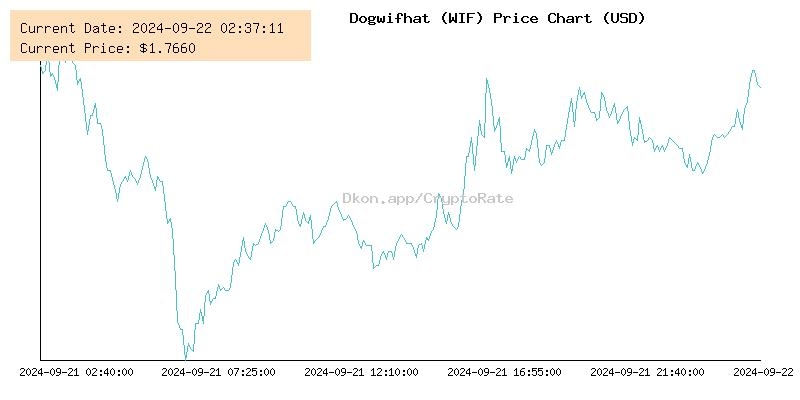 Dogwifhat (WIF) Price Chart (USD)
Current Date: 2024-09-22 02:37:11
Current Price: $1.7660
Dkon.app/CryptoRate
2024-09-21 02:40:00
2024-09-21 07:25:00
2024-09-21 12:10:00
2024-09-21 16:55:00
2024-09-21 21:40:00
2024-09-22